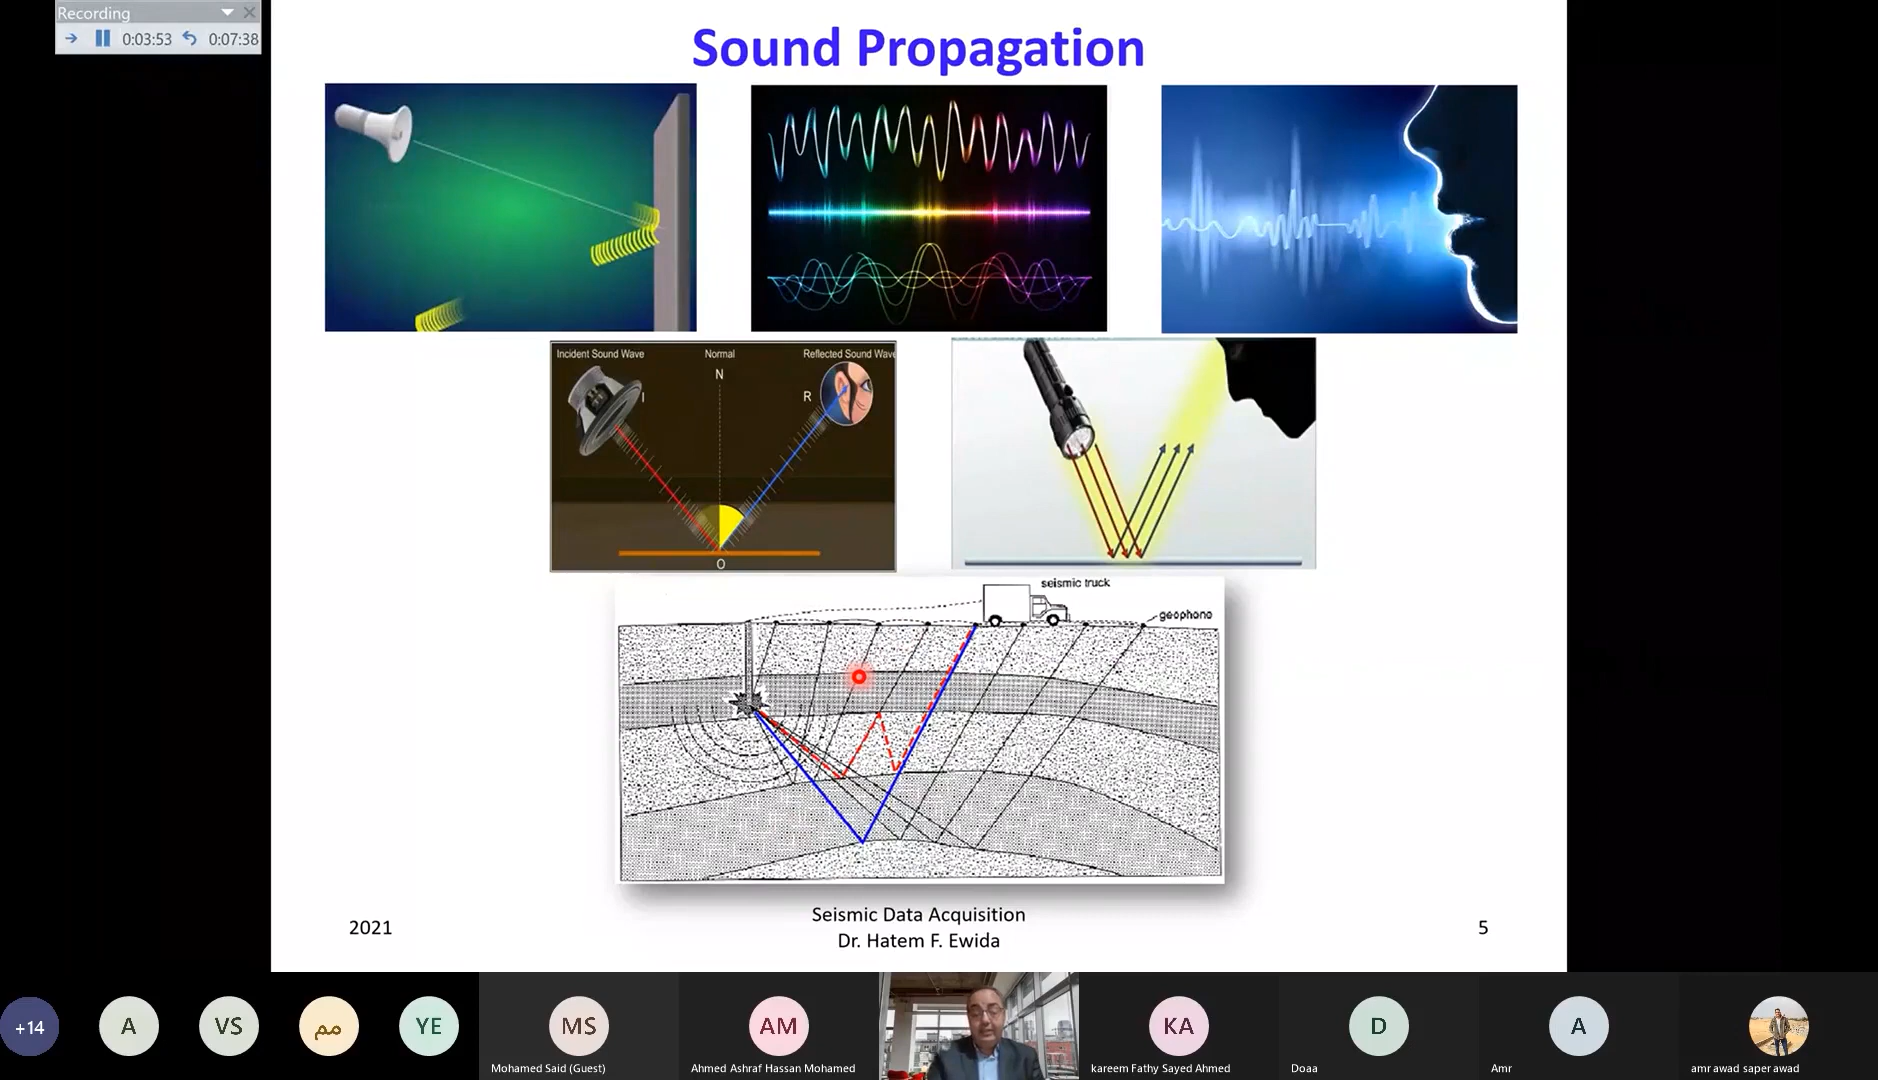 Recording
0:03:53 0:07:38
Sound Propagation
Incident Sound Wave Normal Reflected Sound Wave
N
I
R
O
seismic truck
geophone
2021
Seismic Data Acquisition
Dr. Hatem F. Ewida
5
+14
A
VS
مم
YE
MS
AM
KA
D
A
Mohamed Said (Guest)
Ahmed Ashraf Hassan Mohamed
kareem Fathy Sayed Ahmed
Doaa
Amr
amr awad saper awad